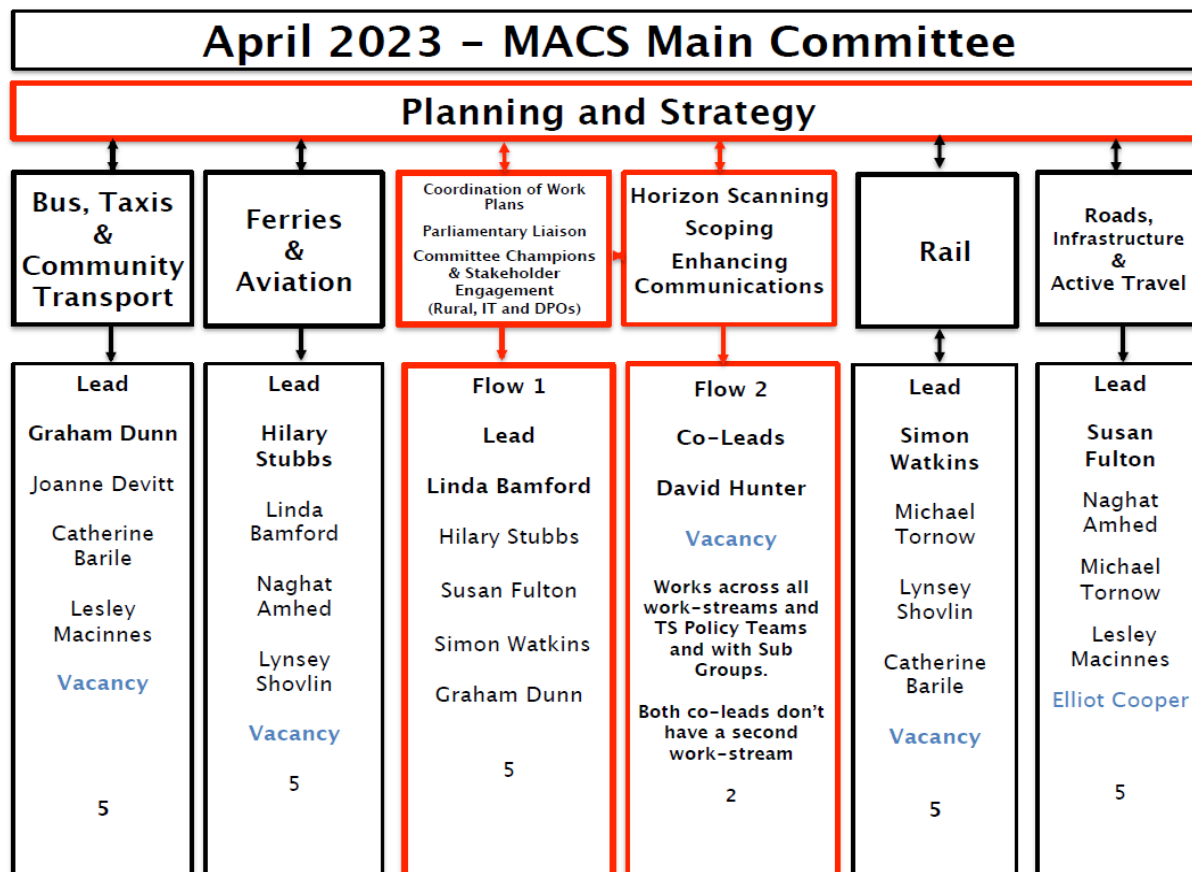 April 2023 – MACS Main Committee
Planning and Strategy
Bus, Taxis
&
Community
Transport
Ferries
&
Aviation
Coordination of Work
Plans
Parliamentary Liaison
Committee Champions
& Stakeholder
Engagement
(Rural, IT and DPOs)
Horizon Scanning
Scoping
Enhancing
Communications
Rail
Roads,
Infrastructure
&
Active Travel
Lead
Graham Dunn
Joanne Devitt
Catherine
Barile
Lesley
Macinnes
Vacancy
5
Lead
Hilary
Stubbs
Linda
Bamford
Naghat
Amhed
Lynsey
Shovlin
Vacancy
5
Flow 1
Lead
Linda Bamford
Hilary Stubbs
Susan Fulton
Simon Watkins
Graham Dunn
5
Flow 2
Co-Leads
David Hunter
Vacancy
Works across all
work-streams and
TS Policy Teams
and with Sub
Groups.
Both co-leads don't
have a second
work-stream
2
Lead
Simon
Watkins
Michael
Tornow
Lynsey
Shovlin
Catherine
Barile
Vacancy
5
Lead
Susan
Fulton
Naghat
Amhed
Michael
Tornow
Lesley
Macinnes
Elliot Cooper
5